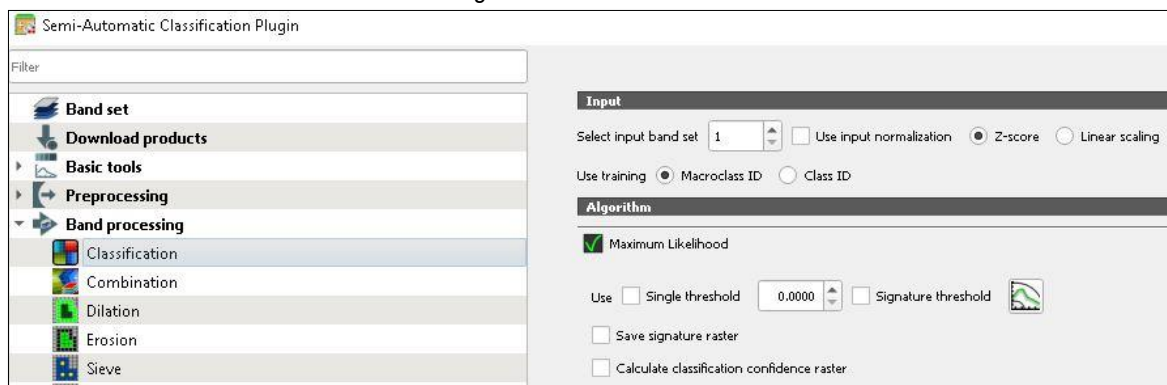 Semi-Automatic Classification Plugin
Filter
Band set
Download products
Basic tools
Preprocessing
Band processing
Classification
Combination
Dilation
Erosion
Sieve
Input
Select input band set 1 Use input normalization Z-score Linear scaling
Use training Macroclass ID Class ID
Algorithm
Maximum Likelihood
Use Single threshold 0.0000 Signature threshold
Save signature raster
Calculate classification confidence raster